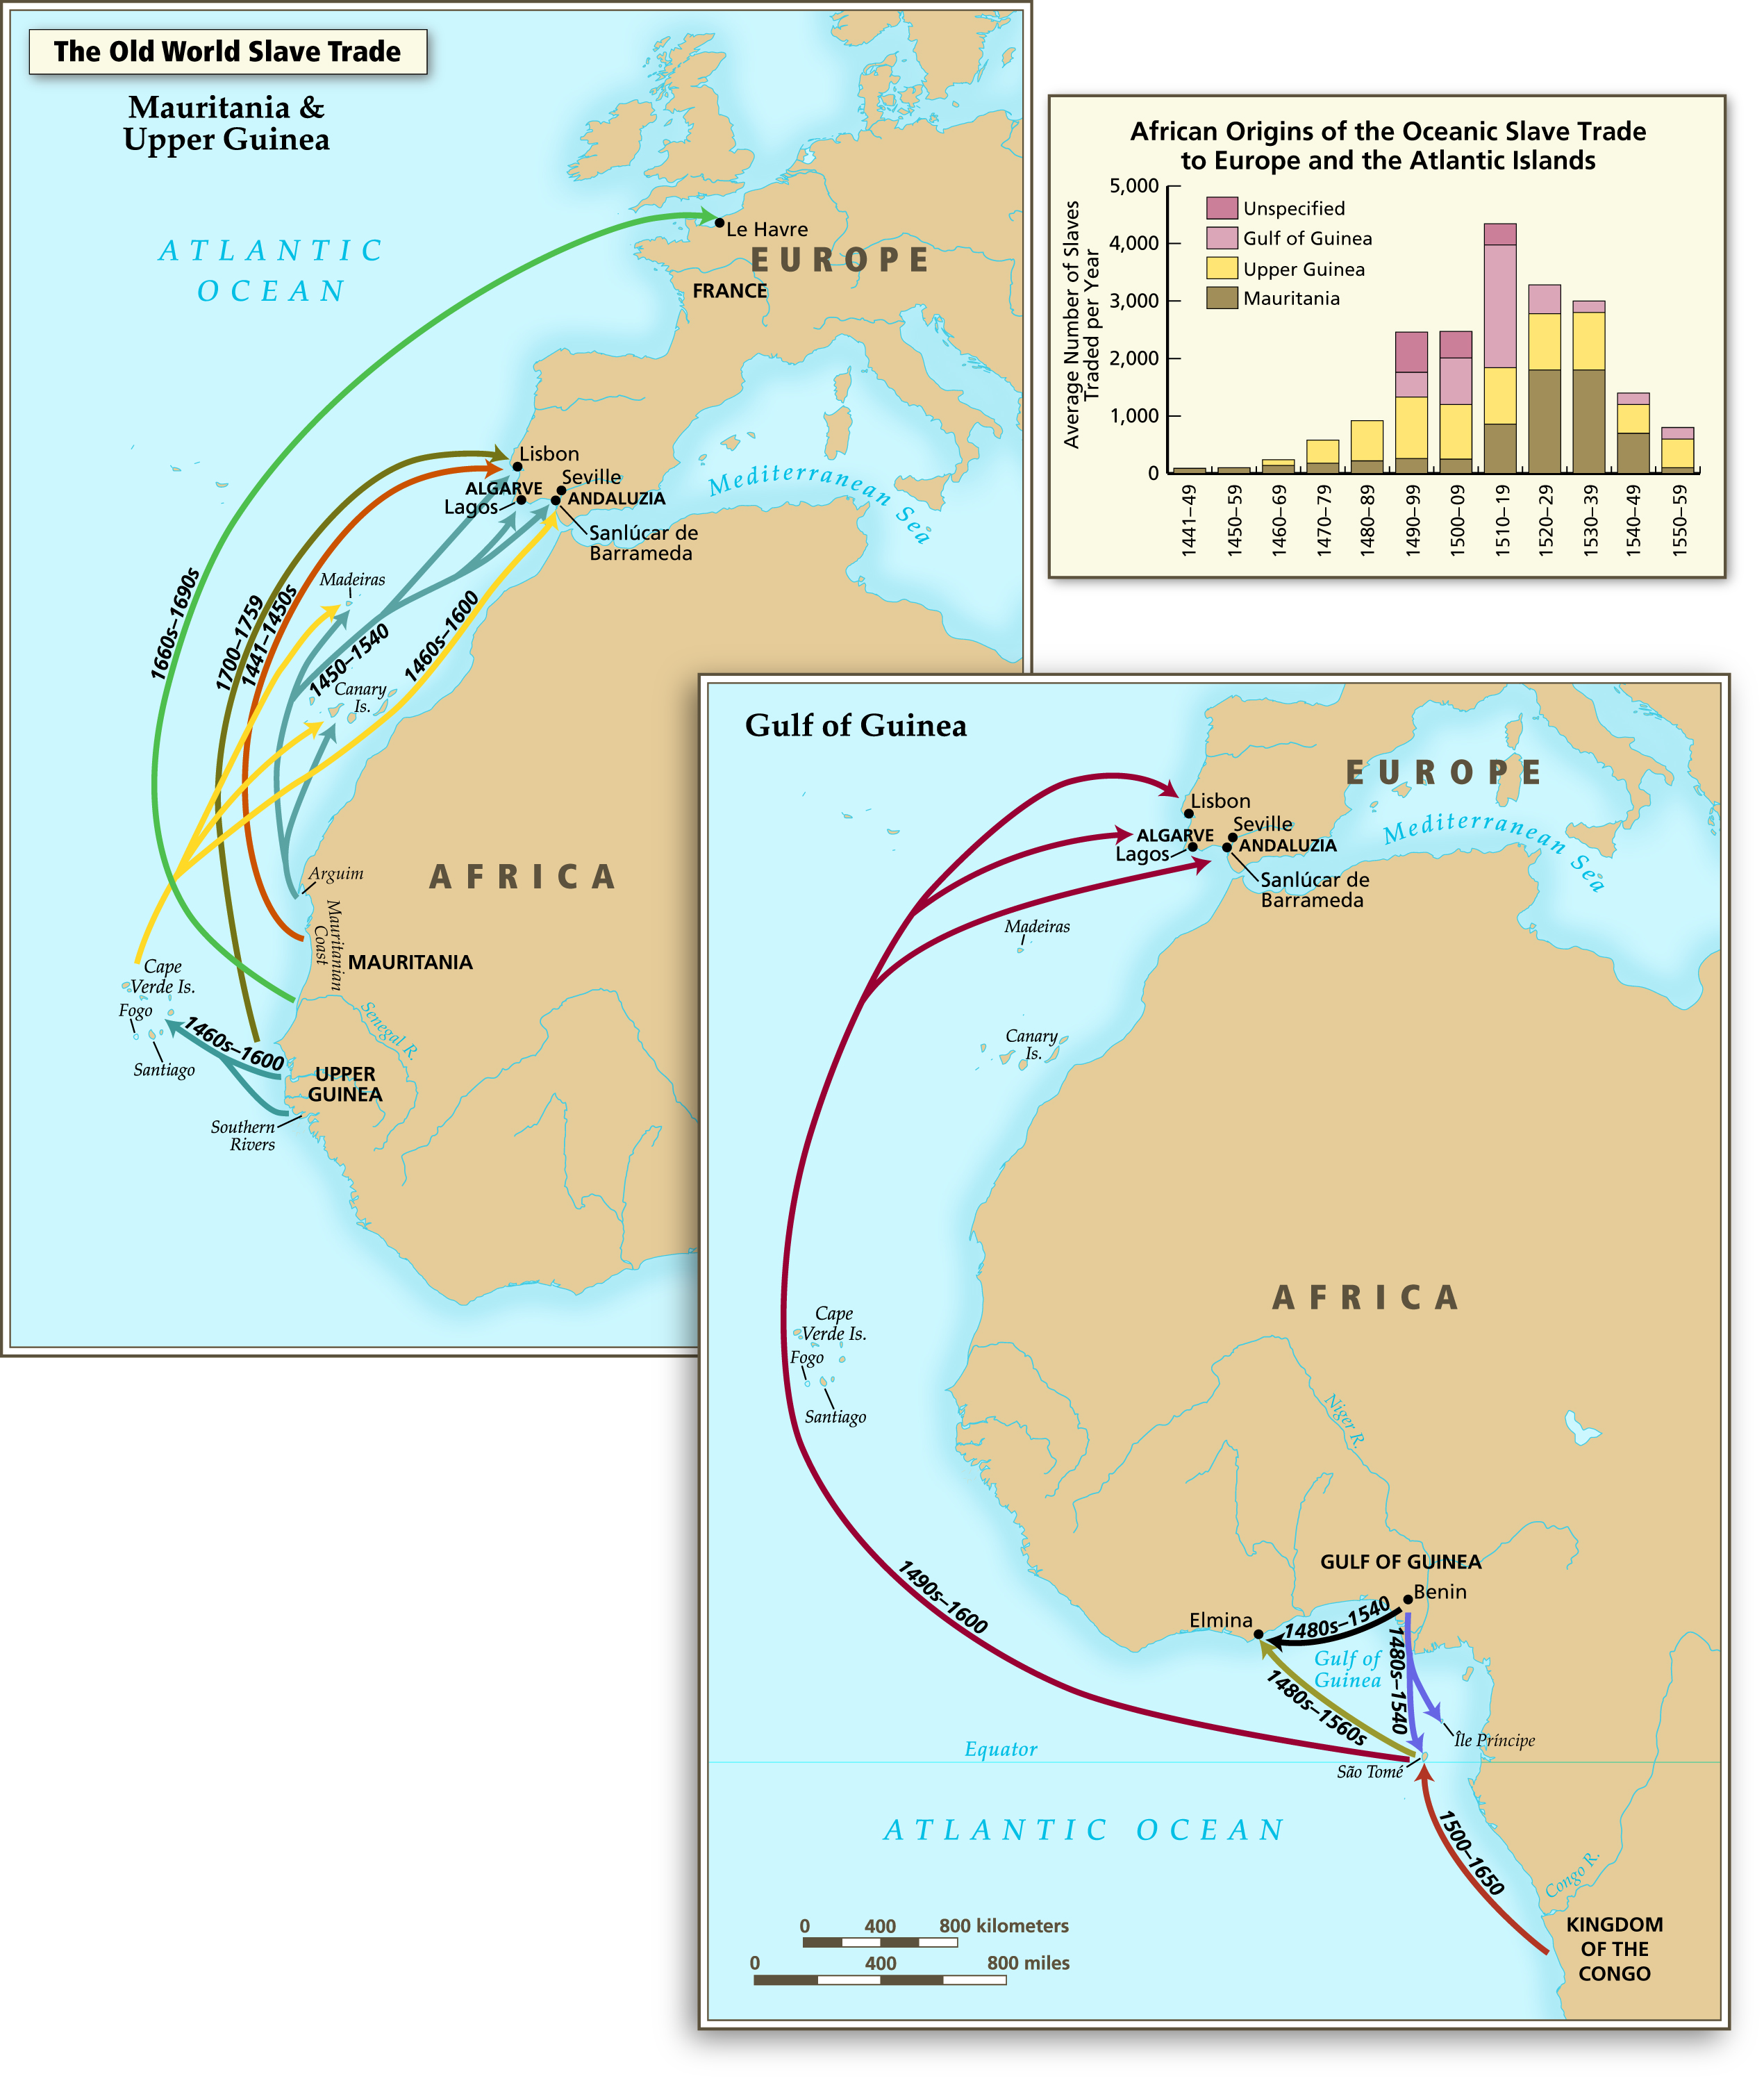 The Old World Slave Trade
Mauritania &
Upper Guinea
ATLANTIC
OCEAN
Le Havre
EUROPE
FRANCE
Lisbon
Seville
ALGARVE
ANDALUZIA
Lagos
Sanlúcar de
Barrameda
Mediterranean Sea
Madeiras
1660s–1690s
1700–1759
1441–1450s
1450–1540
1460s–1600
Canary
Is.
Arguim
AFRICA
Mauritanian
Coast
MAURITANIA
Cape
Verde Is.
Fogo
Santiago
1460s–1600
Senegal R.
UPPER
GUINEA
Southern
Rivers
African Origins of the Oceanic Slave Trade
to Europe and the Atlantic Islands
Average Number of Slaves
Traded per Year
5,000
4,000
3,000
2,000
1,000
0
Unspecified
Gulf of Guinea
Upper Guinea
Mauritania
1441–49
1450–59
1460–69
1470–79
1480–89
1490–99
1500–09
1510–19
1520–29
1530–39
1540–49
1550–59
Gulf of Guinea
EUROPE
Lisbon
Seville
ALGARVE
ANDALUZIA
Lagos
Sanlúcar de
Barrameda
Mediterranean Sea
Madeiras
Canary
Is.
AFRICA
Cape
Verde Is.
Fogo
Santiago
Niger R.
1490s–1600
GULF OF GUINEA
Benin
Elmina
1480s–1540
Gulf of
Guinea
1480s–1540
1480s–1560s
Île Príncipe
Equator
São Tomé
ATLANTIC OCEAN
1500–1650
Congo R.
KINGDOM
OF THE
CONGO
0 400 800 kilometers
0 400 800 miles